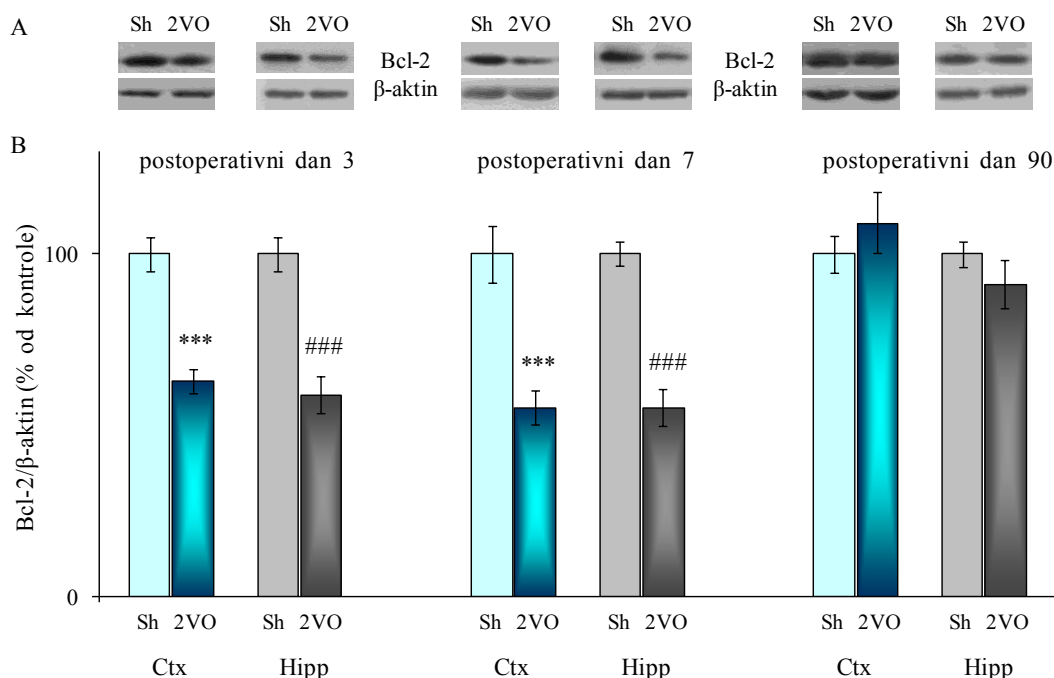 A
Sh 2VO Sh 2VO Sh 2VO Sh 2VO Sh 2VO Sh 2VO
Bcl-2 Bcl-2
β-aktin β-aktin
B
postoperativni dan 3 postoperativni dan 7 postoperativni dan 90
Bcl-2/β-aktin (% od kontrole)
100
*** ### *** ###
0
Sh 2VO Sh 2VO Sh 2VO Sh 2VO Sh 2VO Sh 2VO
Ctx Hipp Ctx Hipp Ctx Hipp